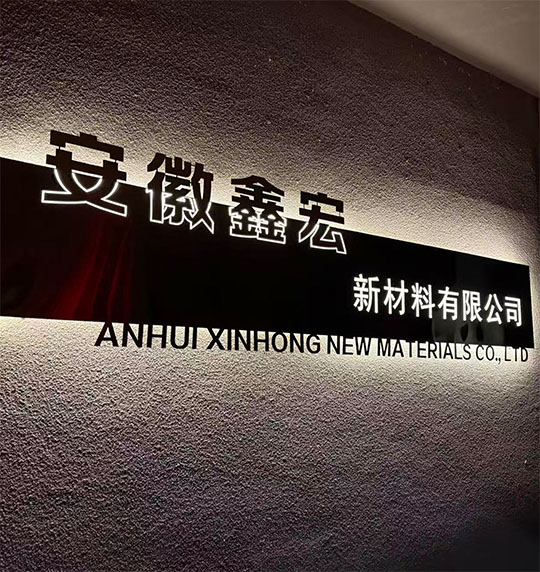 安徽鑫宏
新材料有限公司
ANHUI XINHONG NEW MATERIALS CO., LTD